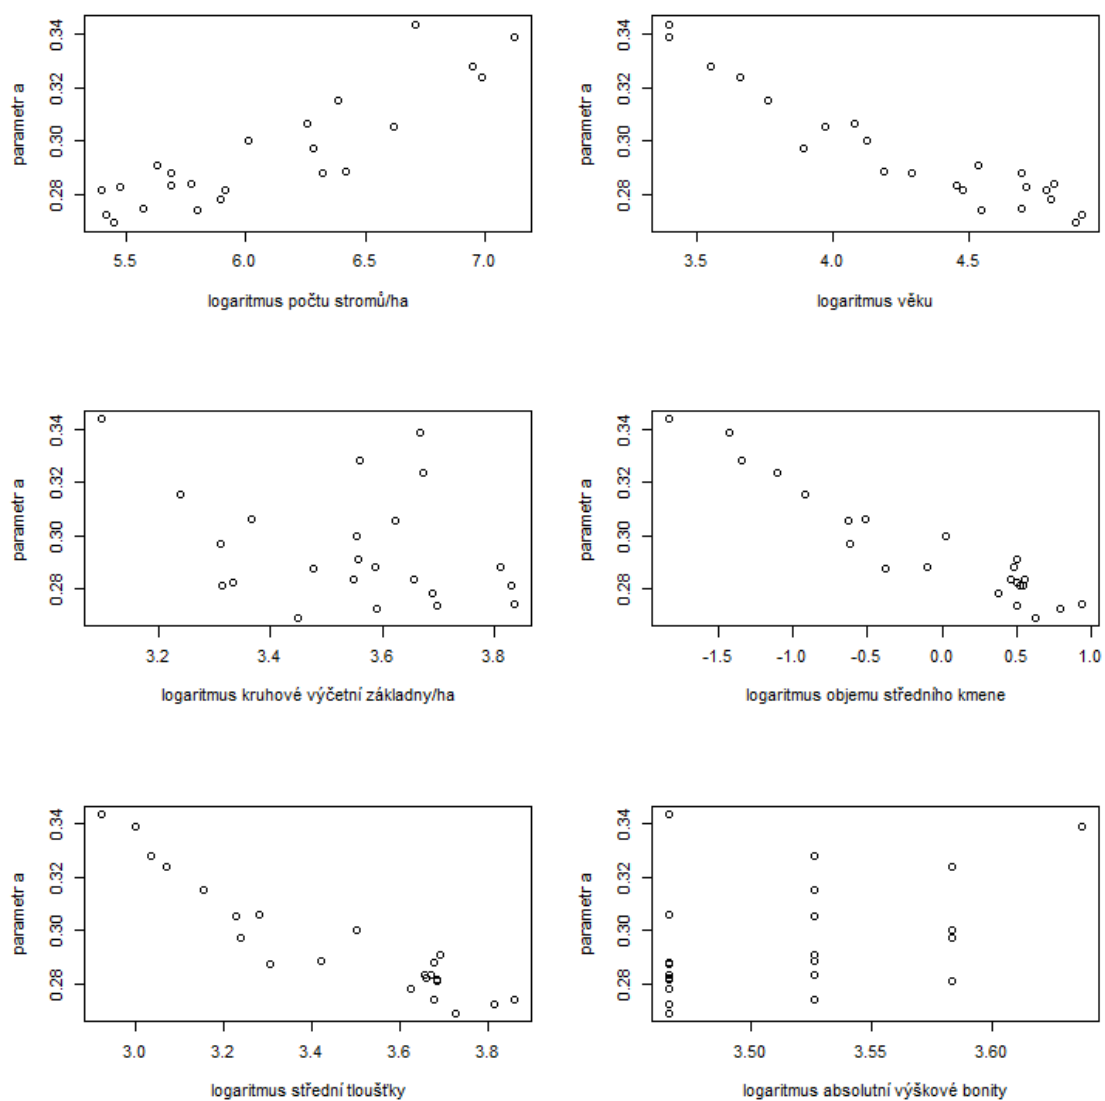 parametr a
0.28 0.30 0.32 0.34
5.5 6.0 6.5 7.0
logaritmus počtu stromů/ha
parametr a
0.28 0.30 0.32 0.34
3.5 4.0 4.5
logaritmus věku
parametr a
0.28 0.30 0.32 0.34
3.2 3.4 3.6 3.8
logaritmus kruhové výčetní základny/ha
parametr a
0.28 0.30 0.32 0.34
-1.5 -1.0 -0.5 0.0 0.5 1.0
logaritmus objemu středního kmene
parametr a
0.28 0.30 0.32 0.34
3.0 3.2 3.4 3.6 3.8
logaritmus střední tloušťky
parametr a
0.28 0.30 0.32 0.34
3.50 3.55 3.60
logaritmus absolutní výškové bonity